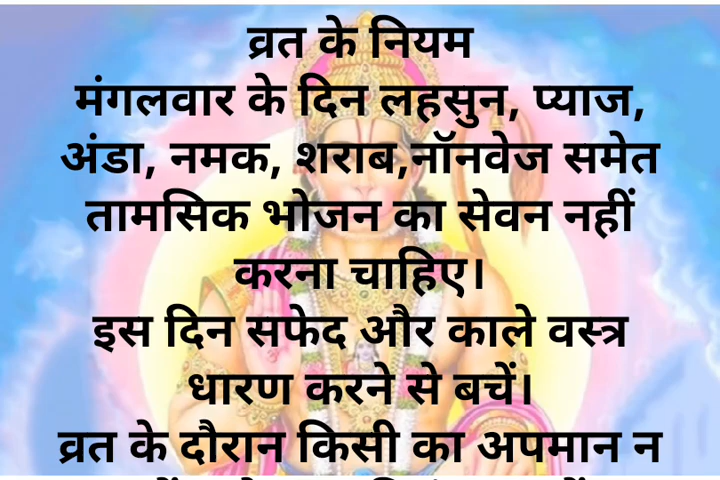 व्रत के नियम
मंगलवार के दिन लहसुन, प्याज,
अंडा, नमक, शराब,नॉनवेज समेत
तामसिक भोजन का सेवन नहीं
करना चाहिए।
इस दिन सफेद और काले वस्त्र
धारण करने से बचें।
व्रत के दौरान किसी का अपमान न